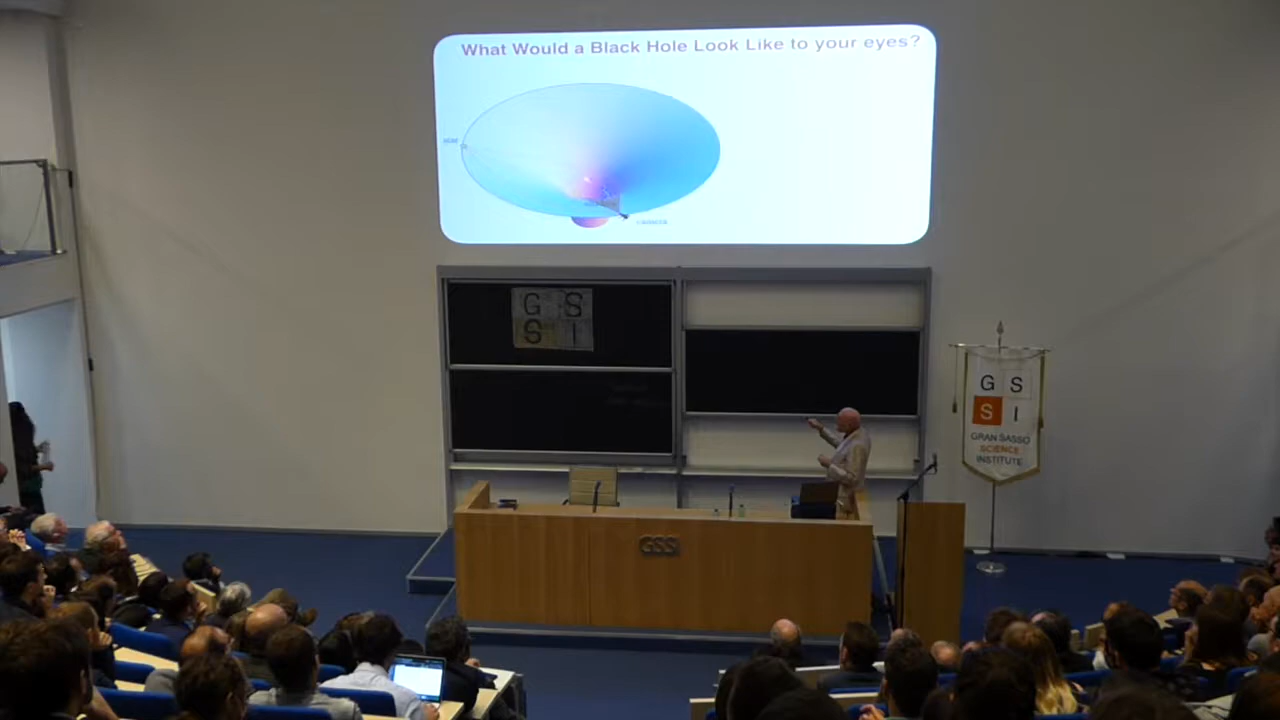 What Would a Black Hole Look Like to your eyes?
G S
S I
G S
S I
GRAN SASSO
SCIENCE
INSTITUTE
GSSI